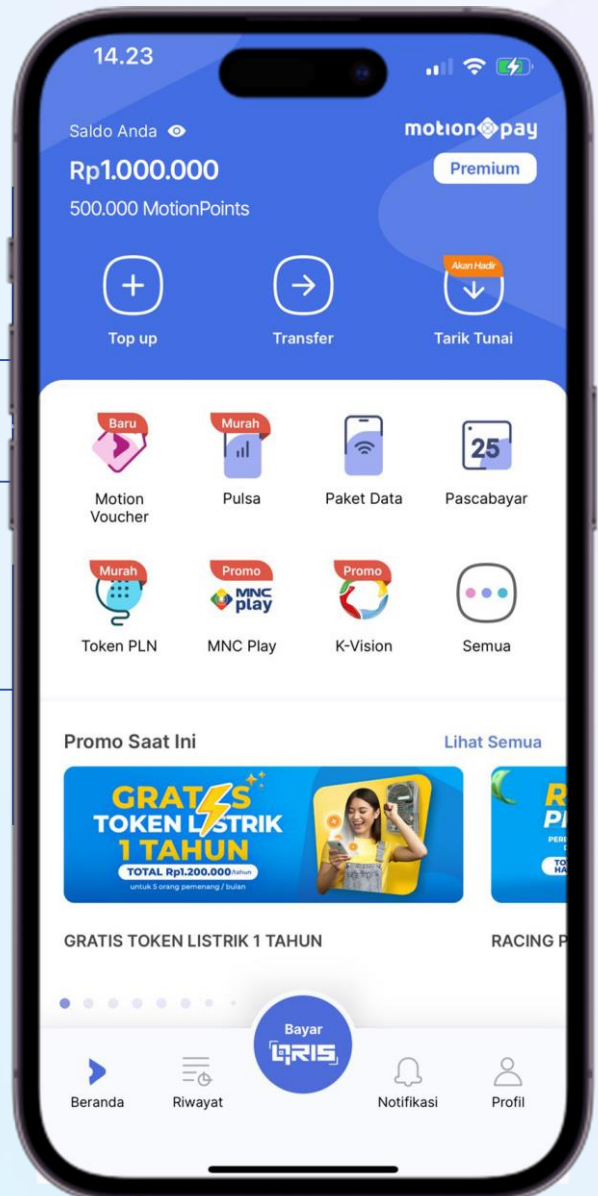 14.23
Saldo Anda
motion pay
Rp1.000.000
Premium
500.000 MotionPoints
Akan Hadir
Top up
Transfer
Tarik Tunai
Baru
Murah
25
Motion
Voucher
Pulsa
Paket Data
Pascabayar
Murah
Promo
Promo
MNC
play
Token PLN
MNC Play
K-Vision
Semua
Promo Saat Ini
Lihat Semua
GRATIS
TOKEN LISTRIK
1 TAHUN
TOTAL Rp1.200.000/tahun
untuk 5 orang pemenang / bulan
GRATIS TOKEN LISTRIK 1 TAHUN
RACING P
Bayar
QRIS
Beranda
Riwayat
Notifikasi
Profil